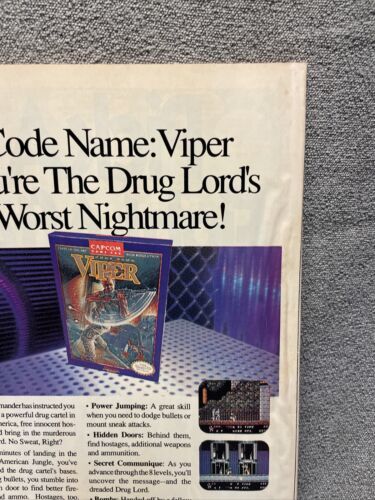 Code Name: Viper
u're The Drug Lord's
Worst Nightmare!
CAPCOM
VIPER
mander has instructed you
a powerful drug cartel in
erica, free innocent hos-
d bring in the murderous
rd. No Sweat, Right?
minutes of landing in the
American Jungle, you've
d the drug cartel's bases.
g bullets, you stumble into
n door to find better fire-
nd ammo. Hostages, too.
• Power Jumping: A great skill
when you need to dodge bullets or
mount sneak attacks.
• Hidden Doors: Behind them,
find hostages, additional weapons
and ammunition.
• Secret Communique: As you
advance through the 8 levels, you'll
uncover the message--and the
dreaded Drug Lord.